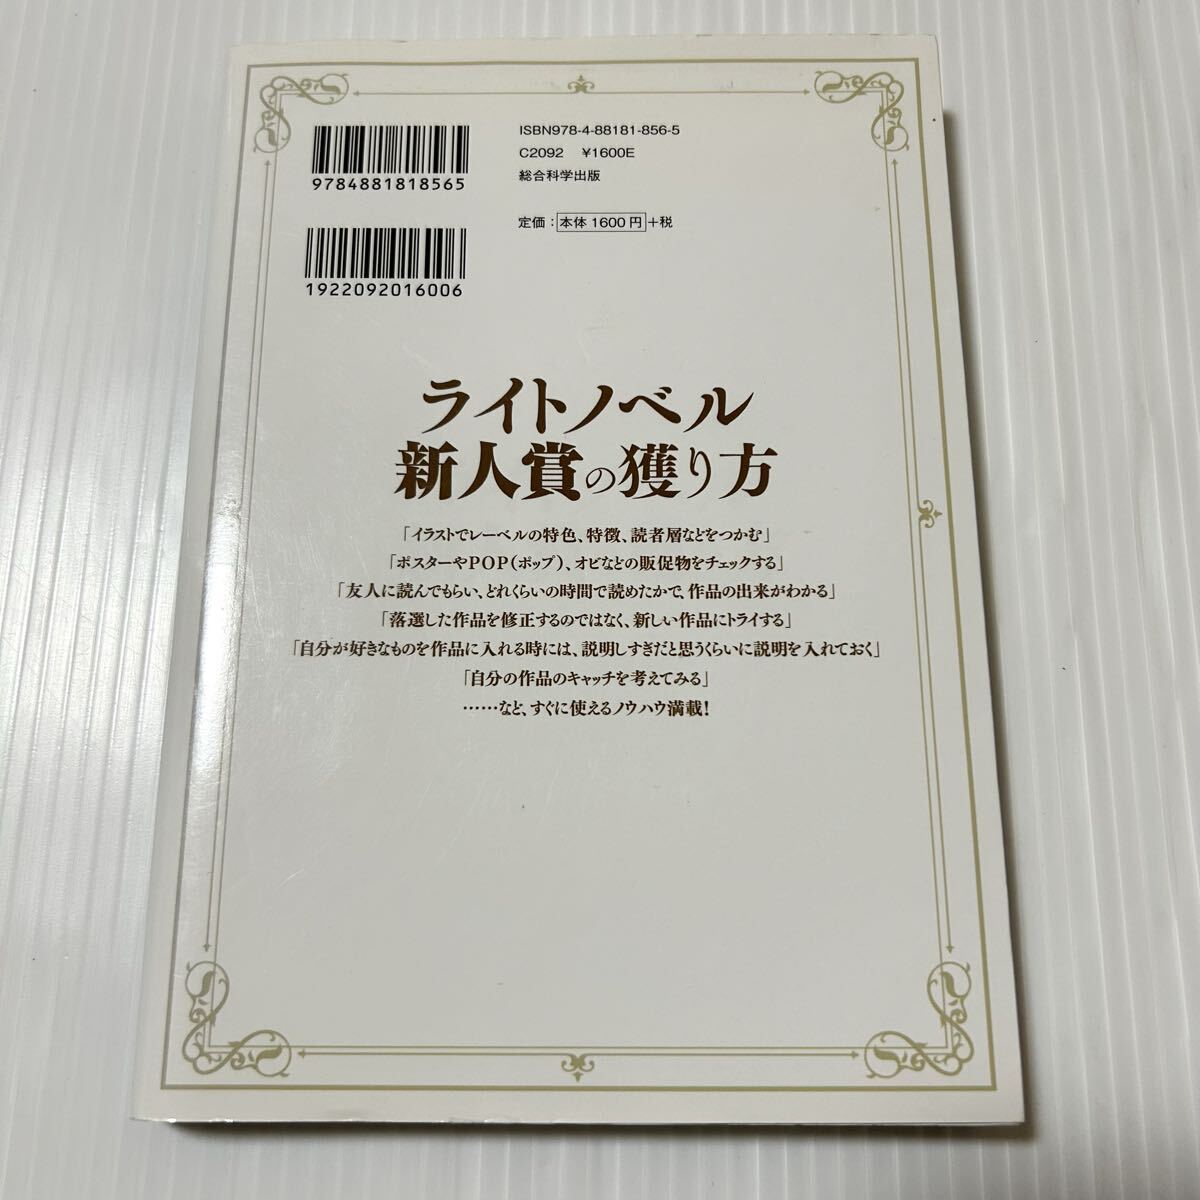 ISBN978-4-88181-856-5
C2092 ¥1600E
総合科学出版
9784881818565
定価：本体1600円+税
1922092016006
ライトノベル
新人賞の獲り方
「イラストでレーベルの特色、特徴、読者層などをつかむ」
「ポスターやPOP（ポップ）、オビなどの販促物をチェックする」
「友人に読んでもらい、どれくらいの時間で読めたかで、作品の出来がわかる」
「落選した作品を修正するのではなく、新しい作品にトライする」
「自分が好きなものを作品に入れる時には、説明しすぎだと思うくらいに説明を入れておく」
「自分の作品のキャッチを考えてみる」
……など、すぐに使えるノウハウ満載！